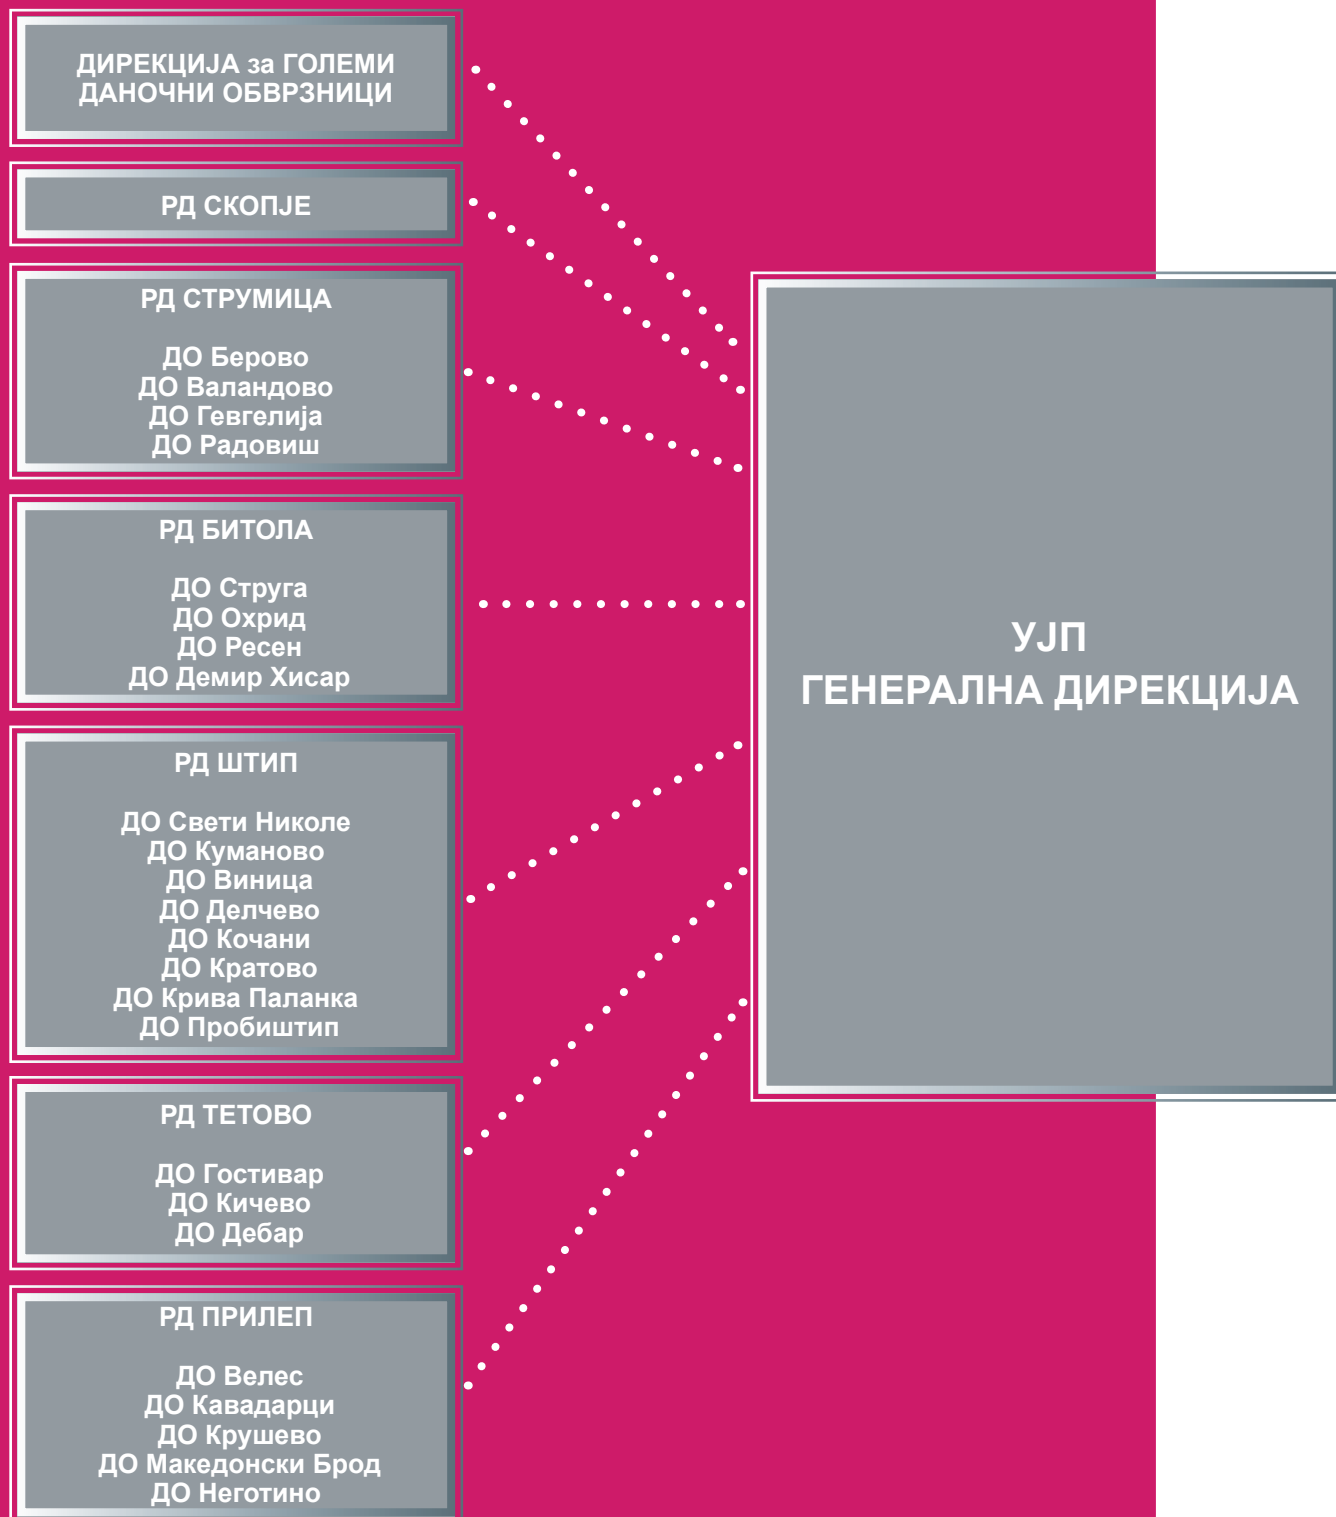 ДИРЕКЦИЈА за ГОЛЕМИ
ДАНОЧНИ ОБВРЗНИЦИ
РД СКОПЈЕ
РД СТРУМИЦА
ДО Берово
ДО Валандово
ДО Гевгелија
ДО Радовиш
РД БИТОЛА
ДО Струга
ДО Охрид
ДО Ресен
ДО Демир Хисар
РД ШТИП
ДО Свети Николе
ДО Куманово
ДО Виница
ДО Делчево
ДО Кочани
ДО Кратово
ДО Крива Паланка
ДО Пробиштип
РД ТЕТОВО
ДО Гостивар
ДО Кичево
ДО Дебар
РД ПРИЛЕП
ДО Велес
ДО Кавадарци
ДО Крушево
ДО Македонски Брод
ДО Неготино
УЈП
ГЕНЕРАЛНА ДИРЕКЦИЈА